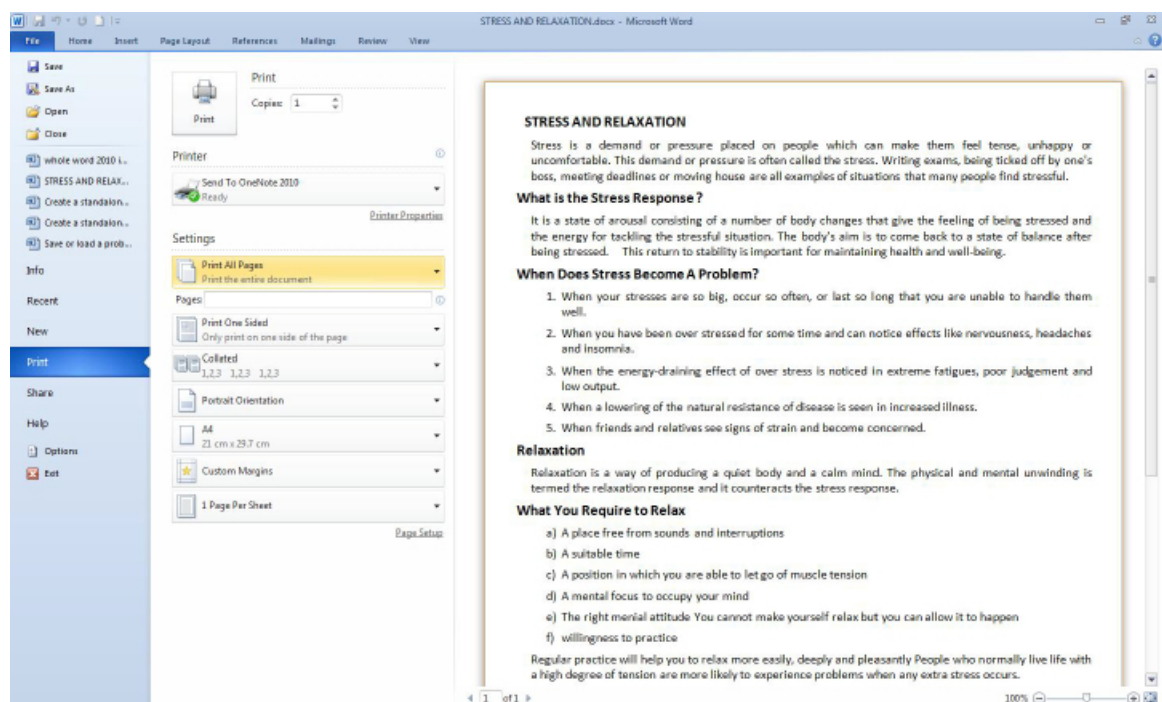 STRESS AND RELAXATION.docx - Microsoft Word
File Home Insert Page Layout References Mailings Review View
Save
Save As
Open
Close
whole word 2010 i...
STRESS AND RELAX...
Create a standalon...
Create a standalon...
Save or load a prob...
Info
Recent
New
Print
Share
Help
Options
Exit
Print
Print
Copies: 1
Printer
Send To OneNote 2010
Ready
Printer Properties
Settings
Print All Pages
Print the entire document
Pages:
Print One Sided
Only print on one side of the page
Collated
1,2,3 1,2,3 1,2,3
Portrait Orientation
A4
21 cm x 29.7 cm
Custom Margins
1 Page Per Sheet
Page Setup
STRESS AND RELAXATION
Stress is a demand or pressure placed on people which can make them feel tense, unhappy or
uncomfortable. This demand or pressure is often called the stress. Writing exams, being ticked off by one's
boss, meeting deadlines or moving house are all examples of situations that many people find stressful.
What is the Stress Response ?
It is a state of arousal consisting of a number of body changes that give the feeling of being stressed and
the energy for tackling the stressful situation. The body's aim is to come back to a state of balance after
being stressed. This return to stability is important for maintaining health and well-being.
When Does Stress Become A Problem?
1. When your stresses are so big, occur so often, or last so long that you are unable to handle them
well.
2. When you have been over stressed for some time and can notice effects like nervousness, headaches
and insomnia.
3. When the energy-draining effect of over stress is noticed in extreme fatigues, poor judgement and
low output.
4. When a lowering of the natural resistance of disease is seen in increased illness.
5. When friends and relatives see signs of strain and become concerned.
Relaxation
Relaxation is a way of producing a quiet body and a calm mind. The physical and mental unwinding is
termed the relaxation response and it counteracts the stress response.
What You Require to Relax
a) A place free from sounds and interruptions
b) A suitable time
c) A position in which you are able to let go of muscle tension
d) A mental focus to occupy your mind
e) The right menial attitude You cannot make yourself relax but you can allow it to happen
f) willingness to practice
Regular practice will help you to relax more easily, deeply and pleasantly People who normally live life with
a high degree of tension are more likely to experience problems when any extra stress occurs.
1 of 1
100%